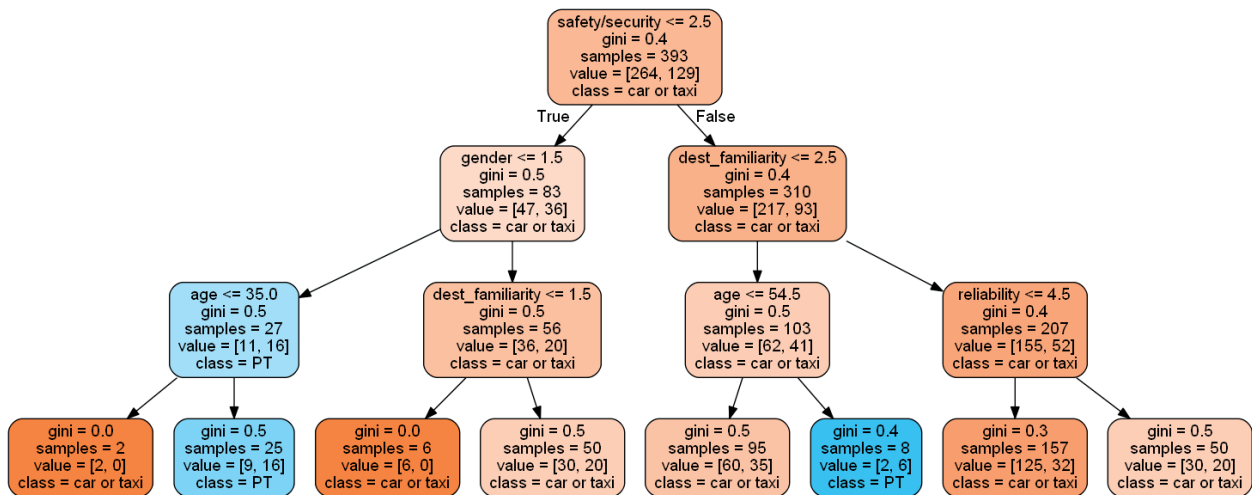 safety/security <= 2.5
gini = 0.4
samples = 393
value = [264, 129]
class = car or taxi
True
False
gender <= 1.5
gini = 0.5
samples = 83
value = [47, 36]
class = car or taxi
dest_familiarity <= 2.5
gini = 0.4
samples = 310
value = [217, 93]
class = car or taxi
age <= 35.0
gini = 0.5
samples = 27
value = [11, 16]
class = PT
dest_familiarity <= 1.5
gini = 0.5
samples = 56
value = [36, 20]
class = car or taxi
age <= 54.5
gini = 0.5
samples = 103
value = [62, 41]
class = car or taxi
reliability <= 4.5
gini = 0.4
samples = 207
value = [155, 52]
class = car or taxi
gini = 0.0
samples = 2
value = [2, 0]
class = car or taxi
gini = 0.5
samples = 25
value = [9, 16]
class = PT
gini = 0.0
samples = 6
value = [6, 0]
class = car or taxi
gini = 0.5
samples = 50
value = [30, 20]
class = car or taxi
gini = 0.5
samples = 95
value = [60, 35]
class = car or taxi
gini = 0.4
samples = 8
value = [2, 6]
class = PT
gini = 0.3
samples = 157
value = [125, 32]
class = car or taxi
gini = 0.5
samples = 50
value = [30, 20]
class = car or taxi